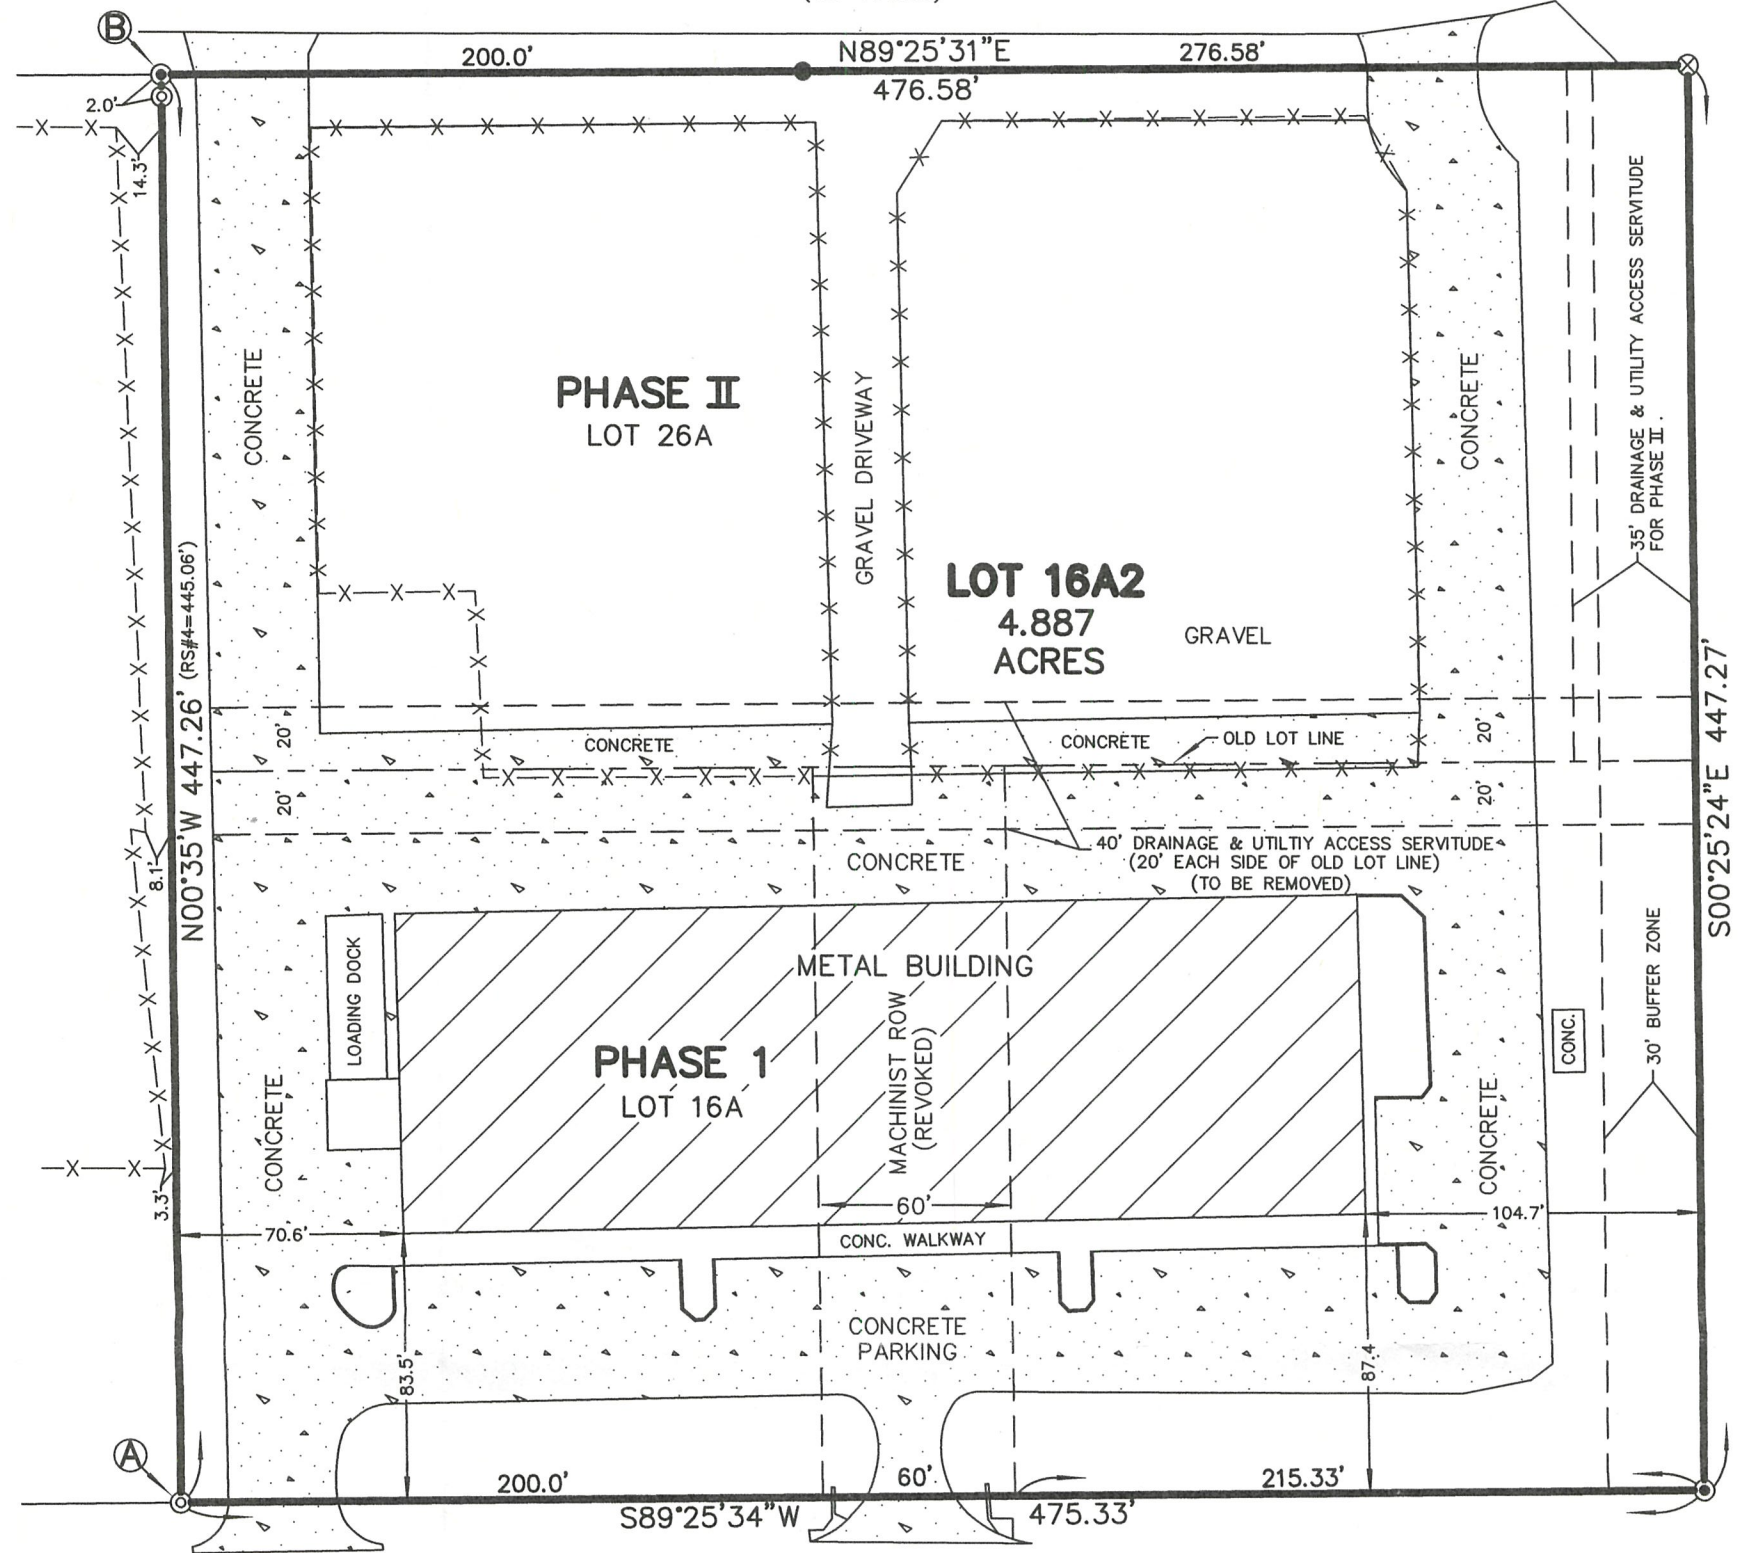 B
200.0'
N89°25'31"E
276.58'
476.58'
2.0'
14.3'
35' DRAINAGE & UTILITY ACCESS SERVITUDE
FOR PHASE II.
CONCRETE
PHASE II
LOT 26A
GRAVEL DRIVEWAY
CONCRETE
LOT 16A2
4.887
ACRES
GRAVEL
N00°35'W 447.26' (RS#4=445.06')
S00°25'24"E 447.27'
20'
CONCRETE
CONCRETE
OLD LOT LINE
20'
20'
20'
8.1'
40' DRAINAGE & UTILTIY ACCESS SERVITUDE
(20' EACH SIDE OF OLD LOT LINE)
(TO BE REMOVED)
CONCRETE
LOADING DOCK
METAL BUILDING
MACHINIST ROW
(REVOKED)
PHASE 1
LOT 16A
CONC.
30' BUFFER ZONE
CONCRETE
CONCRETE
3.3'
60'
70.6'
104.7'
CONC. WALKWAY
CONCRETE
PARKING
83.5'
87.4
A
200.0'
60'
215.33'
S89°25'34"W
475.33'